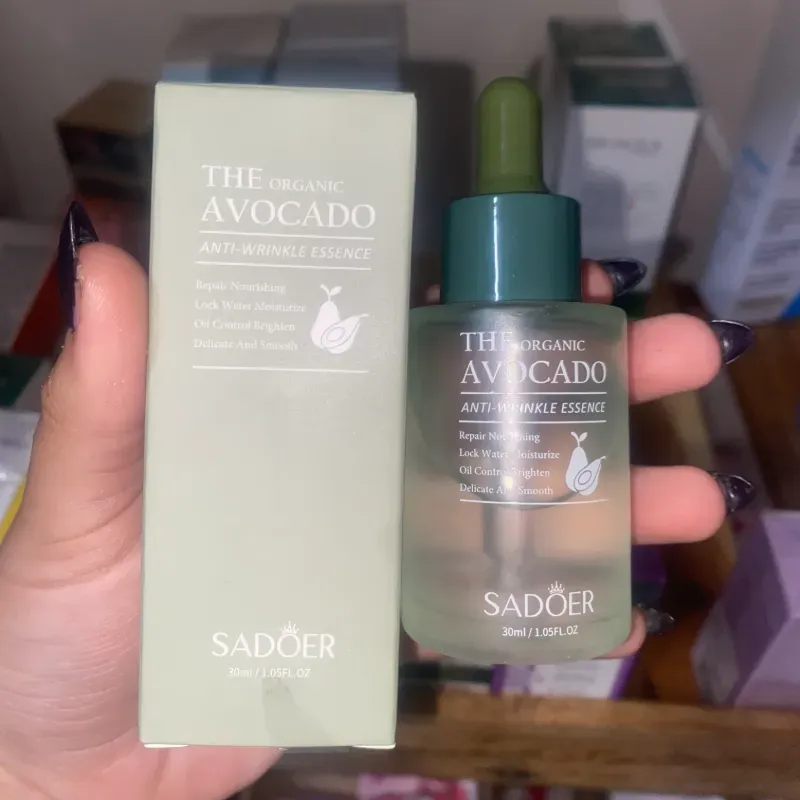 THE ORGANIC
AVOCADO
ANTI-WRINKLE ESSENCE
Repair Nourishing
Lock Water Moisturize
Oil Control Brighten
Delicate And Smooth
SADOER
30ml / 1.05FL.OZ
THE ORGANIC
AVOCADO
ANTI-WRINKLE ESSENCE
Repair Nourishing
Lock Water Moisturize
Oil Control Brighten
Delicate And Smooth
SADOER
30ml / 1.05FL.OZ